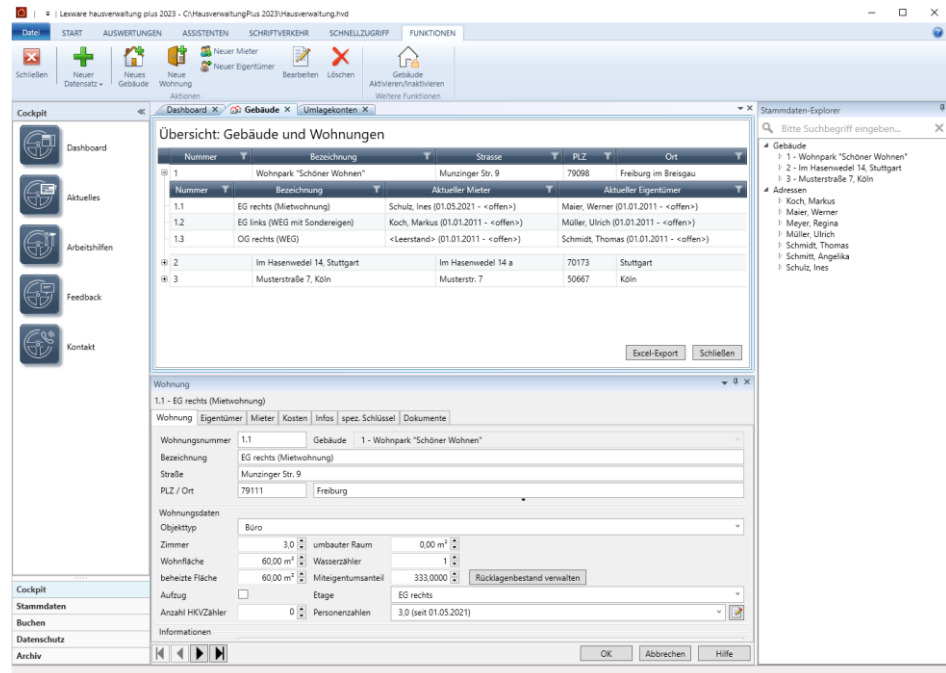 Lexware hausverwaltung plus 2023 - C:\HausverwaltungPlus 2023\Hausverwaltung.hvd
Datei START AUSWERTUNGEN ASSISTENTEN SCHRIFTVERKEHR SCHNELLZUGRIFF FUNKTIONEN
Schließen
Neuer Datensatz
Neues Gebäude
Neue Wohnung
Neuer Mieter
Neuer Eigentümer
Bearbeiten
Löschen
Gebäude Aktivieren/Inaktivieren
Aktionen
Weitere Funktionen
Cockpit
Dashboard
Aktuelles
Arbeitshilfen
Feedback
Kontakt
Cockpit
Stammdaten
Buchen
Datenschutz
Archiv
Dashboard X Gebäude X Umlagekonten X
Übersicht: Gebäude und Wohnungen
Nummer Bezeichnung Strasse PLZ Ort
1 Wohnpark "Schöner Wohnen" Munzinger Str. 9 79098 Freiburg im Breisgau
Nummer Bezeichnung Aktueller Mieter Aktueller Eigentümer
1.1 EG rechts (Mietwohnung) Schulz, Ines (01.05.2021 - <offen>) Maier, Werner (01.01.2011 - <offen>)
1.2 EG links (WEG mit Sondereigen) Koch, Markus (01.01.2011 - <offen>) Müller, Ulrich (01.01.2011 - <offen>)
1.3 OG rechts (WEG) <Leerstand> (01.01.2011 - <offen>) Schmidt, Thomas (01.01.2011 - <offen>)
2 Im Hasenwedel 14, Stuttgart Im Hasenwedel 14 a 70173 Stuttgart
3 Musterstraße 7, Köln Musterstr. 7 50667 Köln
Excel-Export Schließen
Wohnung
1.1 - EG rechts (Mietwohnung)
Wohnung Eigentümer Mieter Kosten Infos spez. Schlüssel Dokumente
Wohnungsnummer 1.1 Gebäude 1 - Wohnpark "Schöner Wohnen"
Bezeichnung EG rechts (Mietwohnung)
Straße Munzinger Str. 9
PLZ / Ort 79111 Freiburg
Wohnungsdaten
Objekttyp Büro
Zimmer 3,0 umbauter Raum 0,00 m²
Wohnfläche 60,00 m² Wasserzähler 1
beheizte Fläche 60,00 m² Miteigentumsanteil 333,0000 Rücklagenbestand verwalten
Aufzug Etage EG rechts
Anzahl HKVZähler 0 Personenzahlen 3,0 (seit 01.05.2021)
Informationen
OK Abbrechen Hilfe
Stammdaten-Explorer
Bitte Suchbegriff eingeben...
Gebäude
1 - Wohnpark "Schöner Wohnen"
2 - Im Hasenwedel 14, Stuttgart
3 - Musterstraße 7, Köln
Adressen
Koch, Markus
Maier, Werner
Meyer, Regina
Müller, Ulrich
Schmidt, Thomas
Schmitt, Angelika
Schulz, Ines